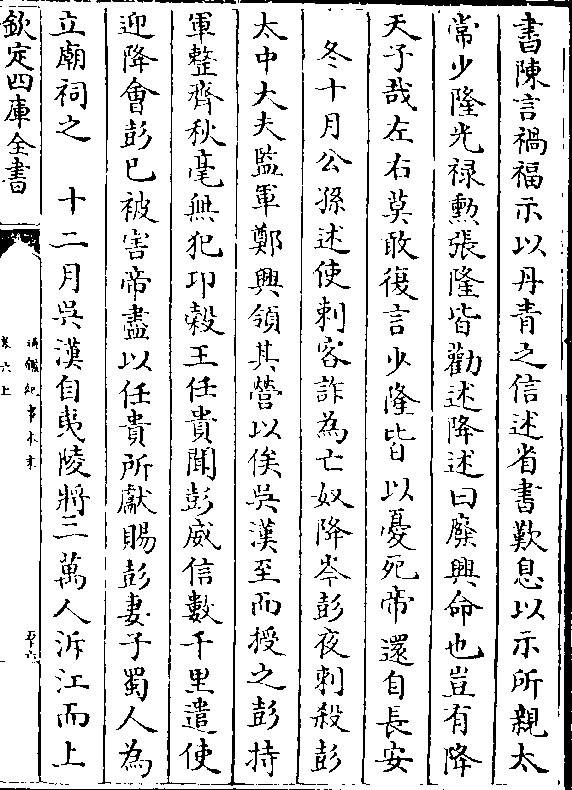 書陳言禍福示以丹青之信述省書歎息以示所親太
常少隆光禄勲張隆皆勸述降述曰廢興命也豈有降
天子哉左右莫敢復言少隆皆以憂死帝還自長安
冬十月公孫述使刺客詐為亡奴降岑彭夜刺殺彭
太中大夫監軍鄭興領其營以俟吳漢至而授之彭持
軍整齊秋毫無犯卭榖王任貴聞彭威信數千里遣使
迎降會彭已被害帝盡以任貴所獻賜彭妻子蜀人為
立廟祠之　十二月吳漢自夷陵將三萬人泝江而上
欽定四庫全書
通鑑紀事本末
卷六上